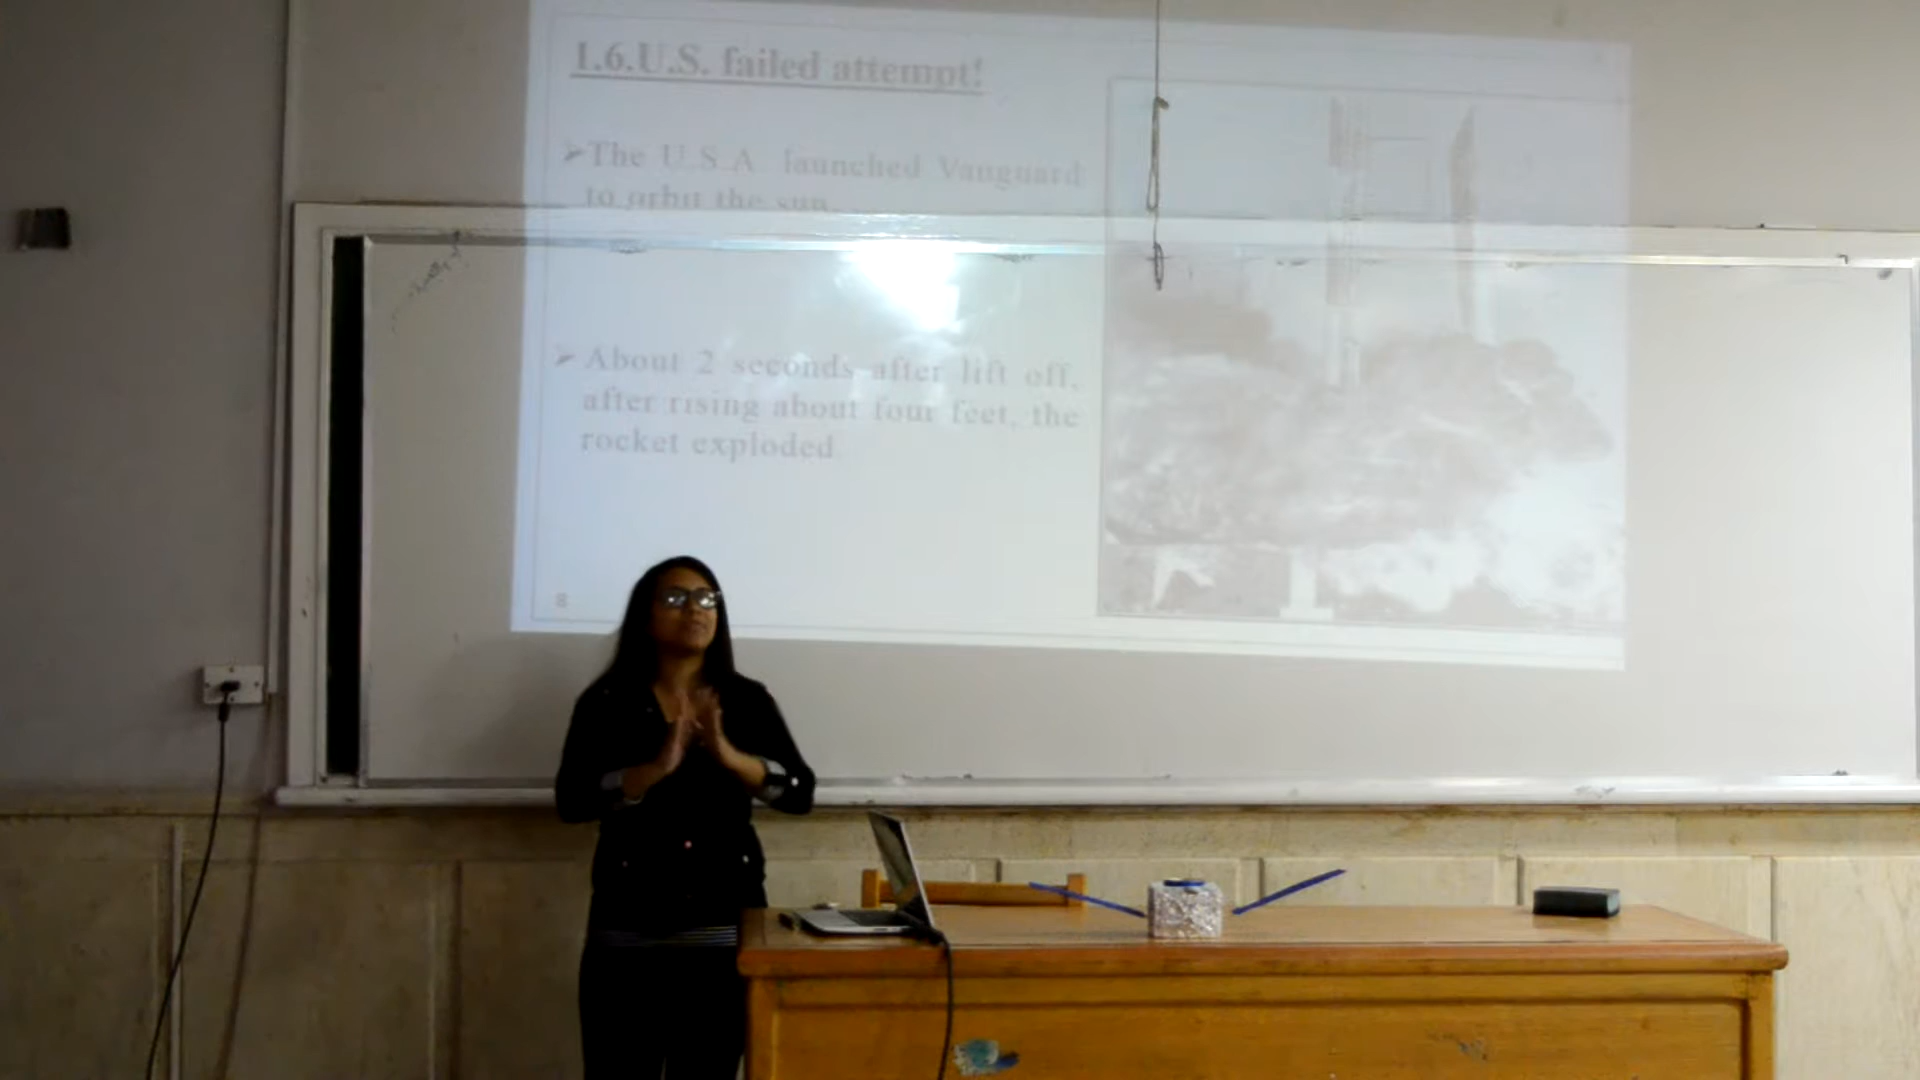 1.6.U.S. failed attempt!
➢The U.S.A launched Vanguard
to orbit the sun.
➢ About 2 seconds after lift off,
after rising about four feet, the
rocket exploded.
8